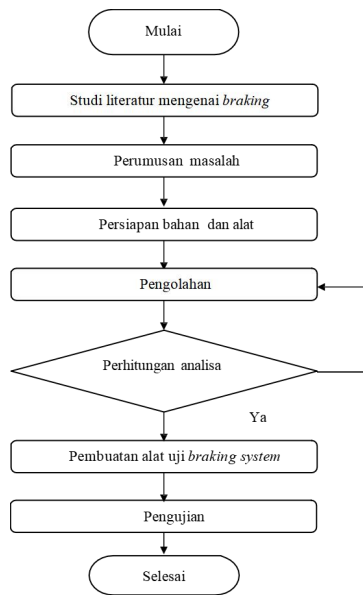 Mulai
Studi literatur mengenai braking
Perumusan masalah
Persiapan bahan dan alat
Pengolahan
Perhitungan analisa
Ya
Pembuatan alat uji braking system
Pengujian
Selesai